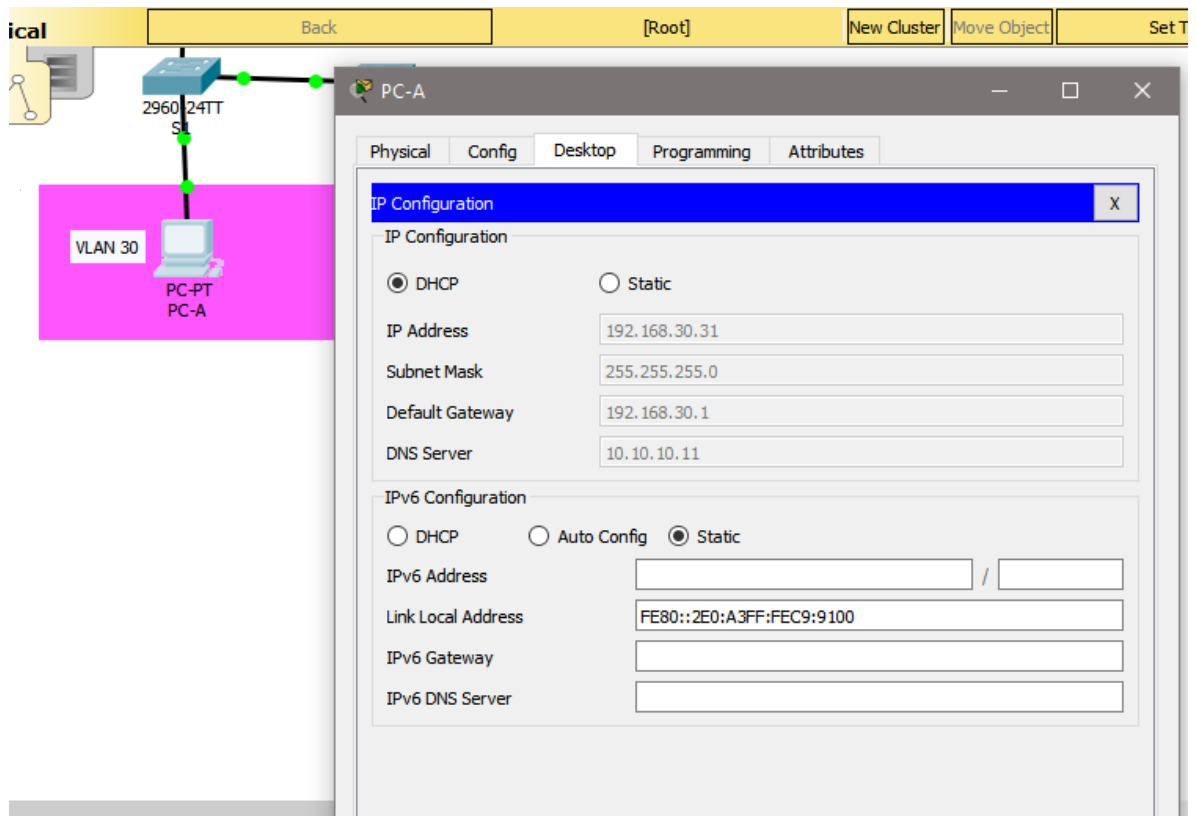 ical
Back
[Root]
New Cluster
Move Object
Set T
2960-24TT
S1
VLAN 30
PC-PT
PC-A
PC-A
Physical
Config
Desktop
Programming
Attributes
IP Configuration
X
IP Configuration
DHCP
Static
IP Address
192.168.30.31
Subnet Mask
255.255.255.0
Default Gateway
192.168.30.1
DNS Server
10.10.10.11
IPv6 Configuration
DHCP
Auto Config
Static
IPv6 Address
/
Link Local Address
FE80::2E0:A3FF:FEC9:9100
IPv6 Gateway
IPv6 DNS Server